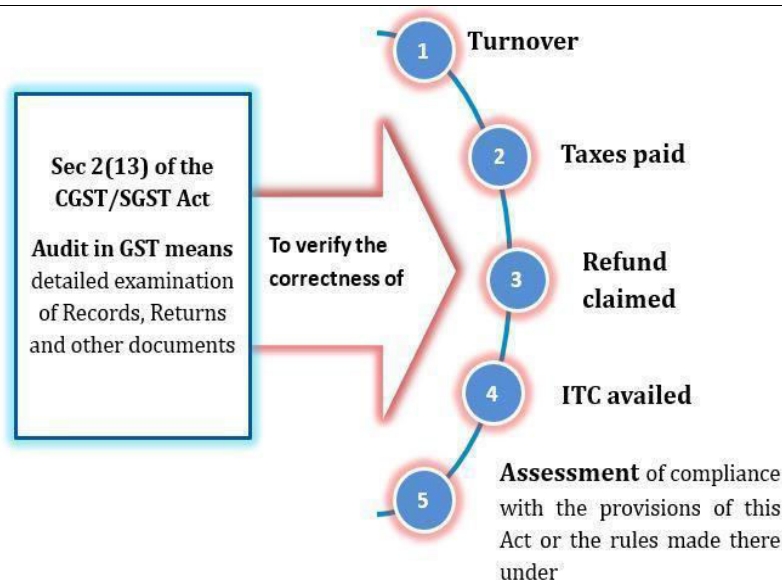 Sec 2(13) of the
CGST/SGST Act
Audit in GST means
detailed examination
of Records, Returns
and other documents
To verify the
correctness of
1
Turnover
2
Taxes paid
3
Refund
claimed
4
ITC availed
5
Assessment of compliance
with the provisions of this
Act or the rules made there
under